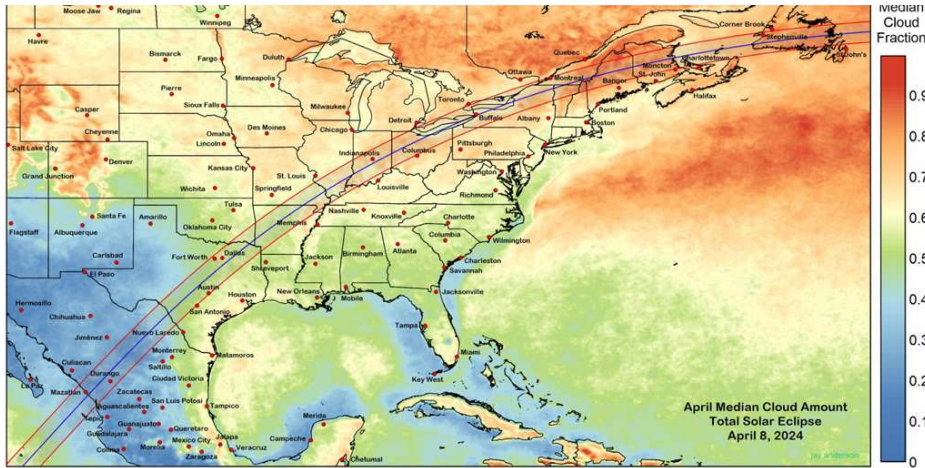 Moose Jaw
Regina
Winnipeg
Median
Cloud
Fraction
Havre
Bismarck
Fargo
Duluth
Quebec
Corner Brook
Stephenville
St John's
Charlottetown
Moncton
Ottawa
Montreal
Bangor
St. John
Halifax
Minneapolis
Pierre
Sioux Falls
Milwaukee
Toronto
Portland
Casper
Omaha
Des Moines
Chicago
Detroit
Buffalo
Albany
Boston
Cheyenne
Lincoln
Salt Lake City
Denver
Indianapolis
Columbus
Pittsburgh
Philadelphia
New York
Grand Junction
Kansas City
St. Louis
Louisville
Washington
Wichita
Springfield
Richmond
Santa Fe
Amarillo
Tulsa
Nashville
Knoxville
Charlotte
Flagstaff
Albuquerque
Oklahoma City
Memphis
Columbia
Wilmington
Carlsbad
Fort Worth
Dallas
Birmingham
Atlanta
Charleston
El Paso
Shreveport
Jackson
Savannah
Austin
Houston
New Orleans
Mobile
Jacksonville
Hermosillo
Chihuahua
San Antonio
Jiménez
Nuevo Laredo
Tampa
Culiacan
Monterrey
Matamoros
Miami
La Paz
Durango
Saltillo
Key West
Mazatlan
Zacatecas
Ciudad Victoria
Aguascalientes
San Luis Potosi
Tampico
Tepic
Guanajusto
Merida
Guadalajara
Queretaro
Jalapa
Campeche
Colima
Morelia
Mexico City
Veracruz
Zaragoza
Chetumal
April Median Cloud Amount
Total Solar Eclipse
April 8, 2024
jay anderson
0.9
0.8
0.7
0.6
0.5
0.4
0.3
0.2
0.1
0